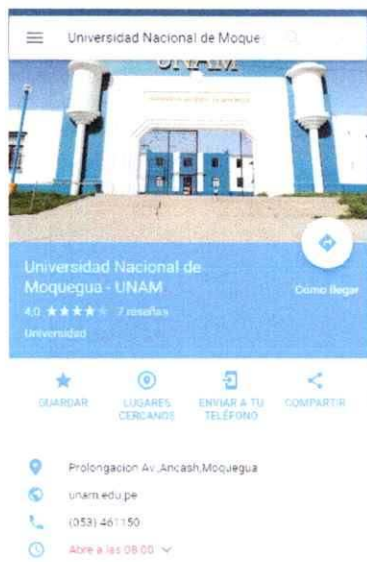 Universidad Nacional de Moque
UNAM
Universidad Nacional de
Moquegua - UNAM
Cómo llegar
4,0 ★★★★★ 7 reseñas
Universidad
GUARDAR
LUGARES CERCANOS
ENVIAR A TU TELÉFONO
COMPARTIR
Prolongacion Av.,Ancash,Moquegua
unam.edu.pe
(053) 461150
Abre a las 08:00